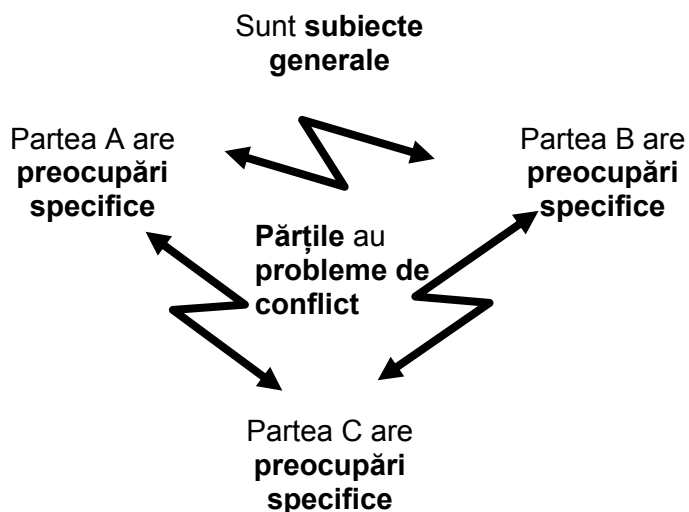 Sunt subiecte
generale
Partea A are
preocupări
specifice
Partea B are
preocupări
specifice
Părțile au
probleme de
conflict
Partea C are
preocupări
specifice